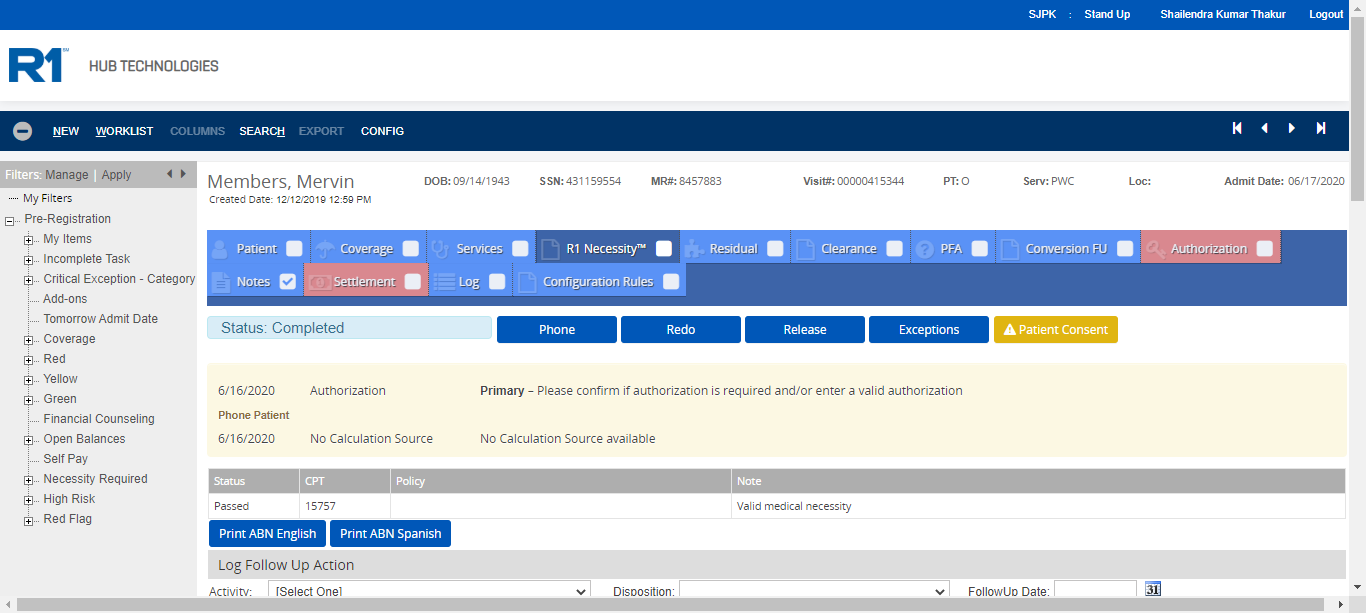 SJPK : Stand Up Shailendra Kumar Thakur Logout
R1 HUB TECHNOLOGIES
NEW WORKLIST COLUMNS SEARCH EXPORT CONFIG
Filters: Manage | Apply
My Filters
Pre-Registration
My Items
Incomplete Task
Critical Exception - Category
Add-ons
Tomorrow Admit Date
Coverage
Red
Yellow
Green
Financial Counseling
Open Balances
Self Pay
Necessity Required
High Risk
Red Flag
Members, Mervin DOB: 09/14/1943 SSN: 431159554 MR#: 8457883 Visit#: 00000415344 PT: O Serv: PWC Loc: Admit Date: 06/17/2020
Created Date: 12/12/2019 12:59 PM
Patient Coverage Services R1 Necessity™ Residual Clearance PFA Conversion FU Authorization
Notes Settlement Log Configuration Rules
Status: Completed Phone Redo Release Exceptions Patient Consent
6/16/2020 Authorization Primary – Please confirm if authorization is required and/or enter a valid authorization
Phone Patient
6/16/2020 No Calculation Source No Calculation Source available
Status CPT Policy Note
Passed 15757 Valid medical necessity
Print ABN English Print ABN Spanish
Log Follow Up Action
Activity: [Select One] Disposition: FollowUp Date: 31